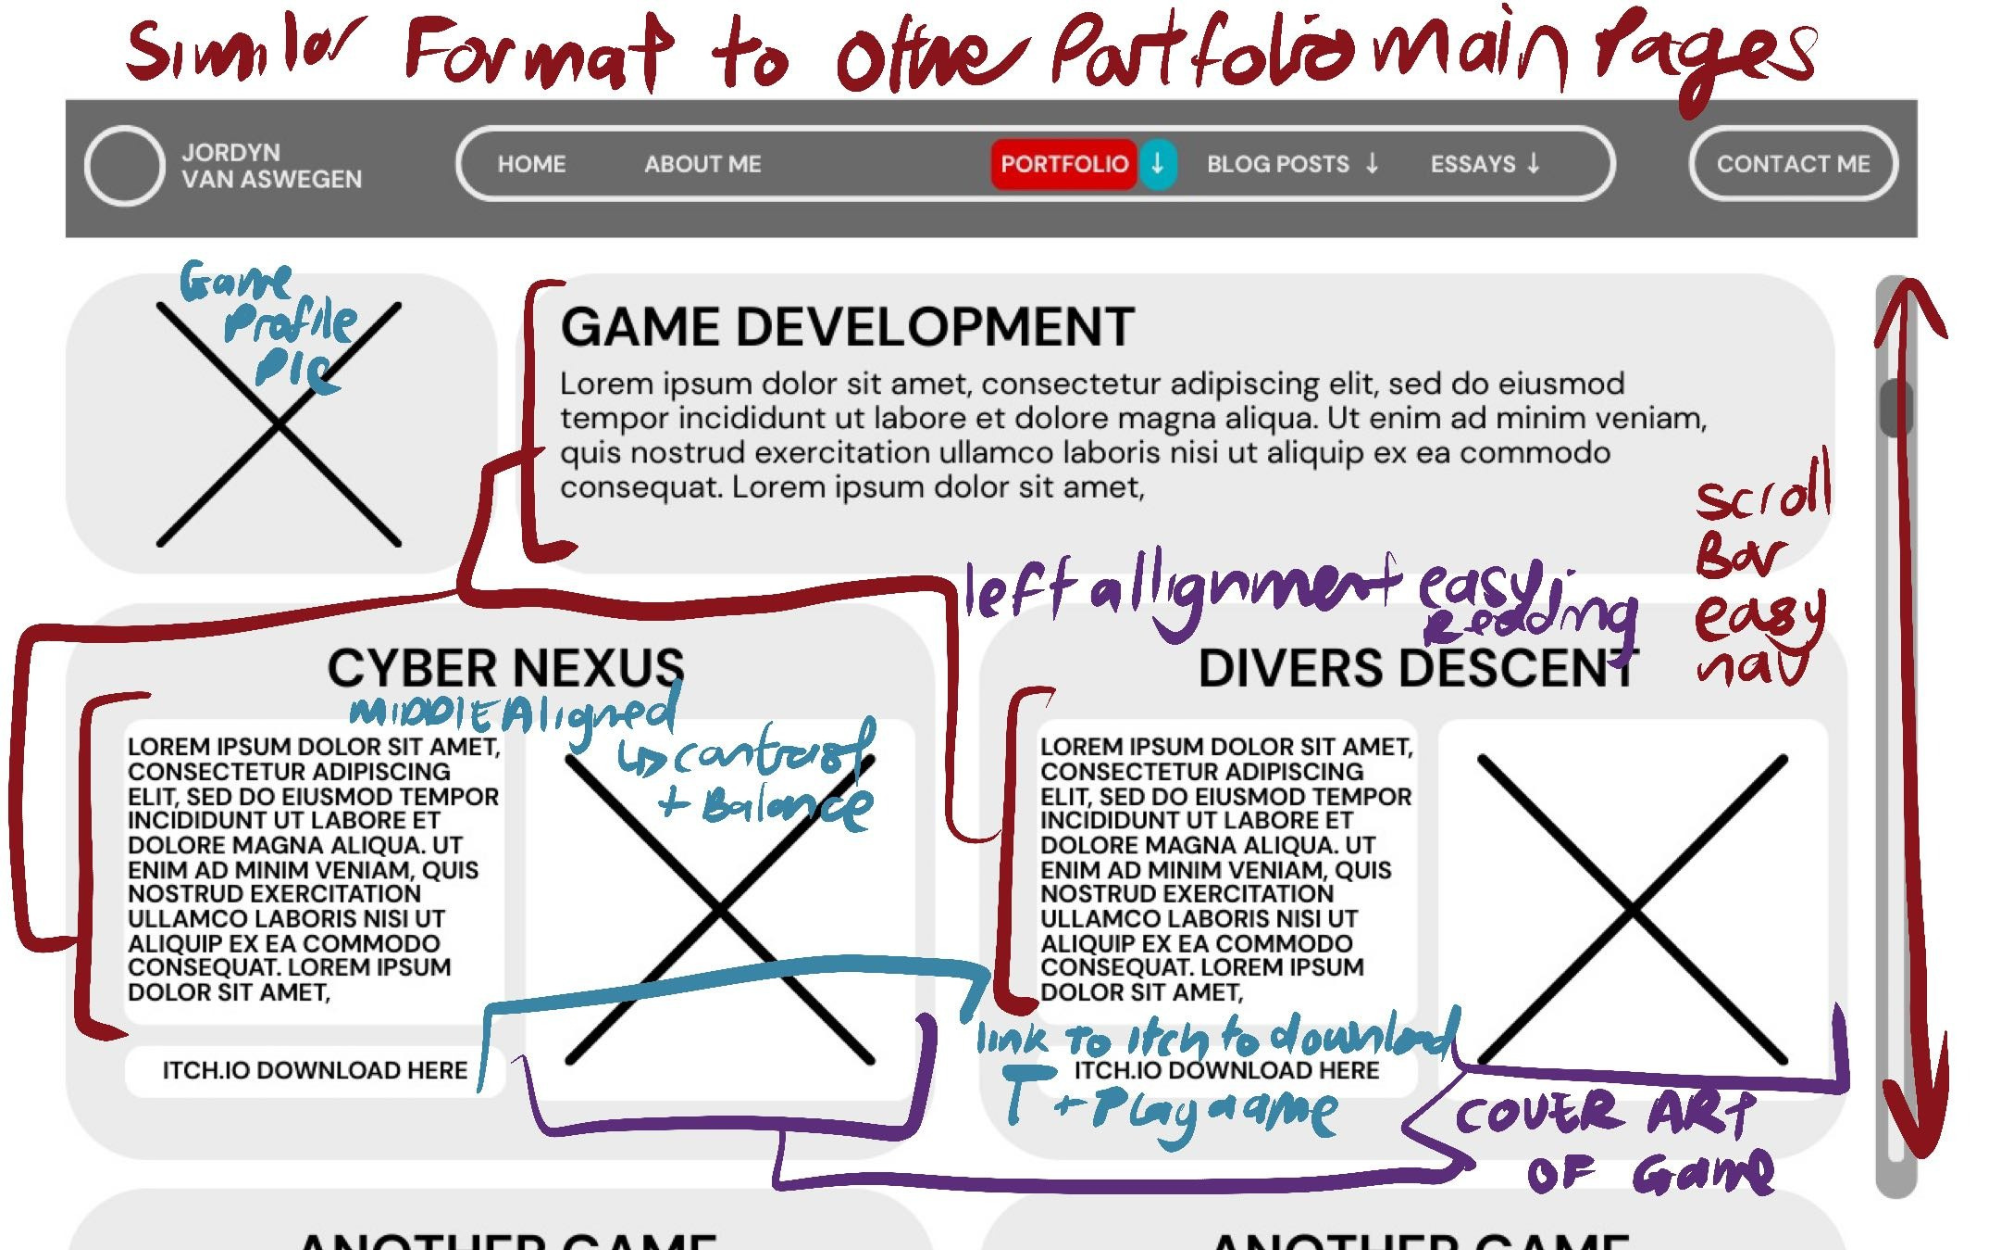 Similar Format to other Portfolio main Pages
JORDYN
VAN ASWEGEN
HOME
ABOUT ME
PORTFOLIO ↓
BLOG POSTS ↓
ESSAYS ↓
CONTACT ME
Game
Profile
PIC
GAME DEVELOPMENT
Lorem ipsum dolor sit amet, consectetur adipiscing elit, sed do eiusmod
tempor incididunt ut labore et dolore magna aliqua. Ut enim ad minim veniam,
quis nostrud exercitation ullamco laboris nisi ut aliquip ex ea commodo
consequat. Lorem ipsum dolor sit amet,
scroll
Bar
easy
nav
left allignment easy
Reading
CYBER NEXUS
MIDDLE Aligned
↳ contrast
+ Balance
LOREM IPSUM DOLOR SIT AMET,
CONSECTETUR ADIPISCING
ELIT, SED DO EIUSMOD TEMPOR
INCIDIDUNT UT LABORE ET
DOLORE MAGNA ALIQUA. UT
ENIM AD MINIM VENIAM, QUIS
NOSTRUD EXERCITATION
ULLAMCO LABORIS NISI UT
ALIQUIP EX EA COMMODO
CONSEQUAT. LOREM IPSUM
DOLOR SIT AMET,
ITCH.IO DOWNLOAD HERE
DIVERS DESCENT
LOREM IPSUM DOLOR SIT AMET,
CONSECTETUR ADIPISCING
ELIT, SED DO EIUSMOD TEMPOR
INCIDIDUNT UT LABORE ET
DOLORE MAGNA ALIQUA. UT
ENIM AD MINIM VENIAM, QUIS
NOSTRUD EXERCITATION
ULLAMCO LABORIS NISI UT
ALIQUIP EX EA COMMODO
CONSEQUAT. LOREM IPSUM
DOLOR SIT AMET,
link To Itch to download
ITCH.IO DOWNLOAD HERE
+ Play game
COVER ART
OF Game
ANOTHER GAME
ANOTHER GAME